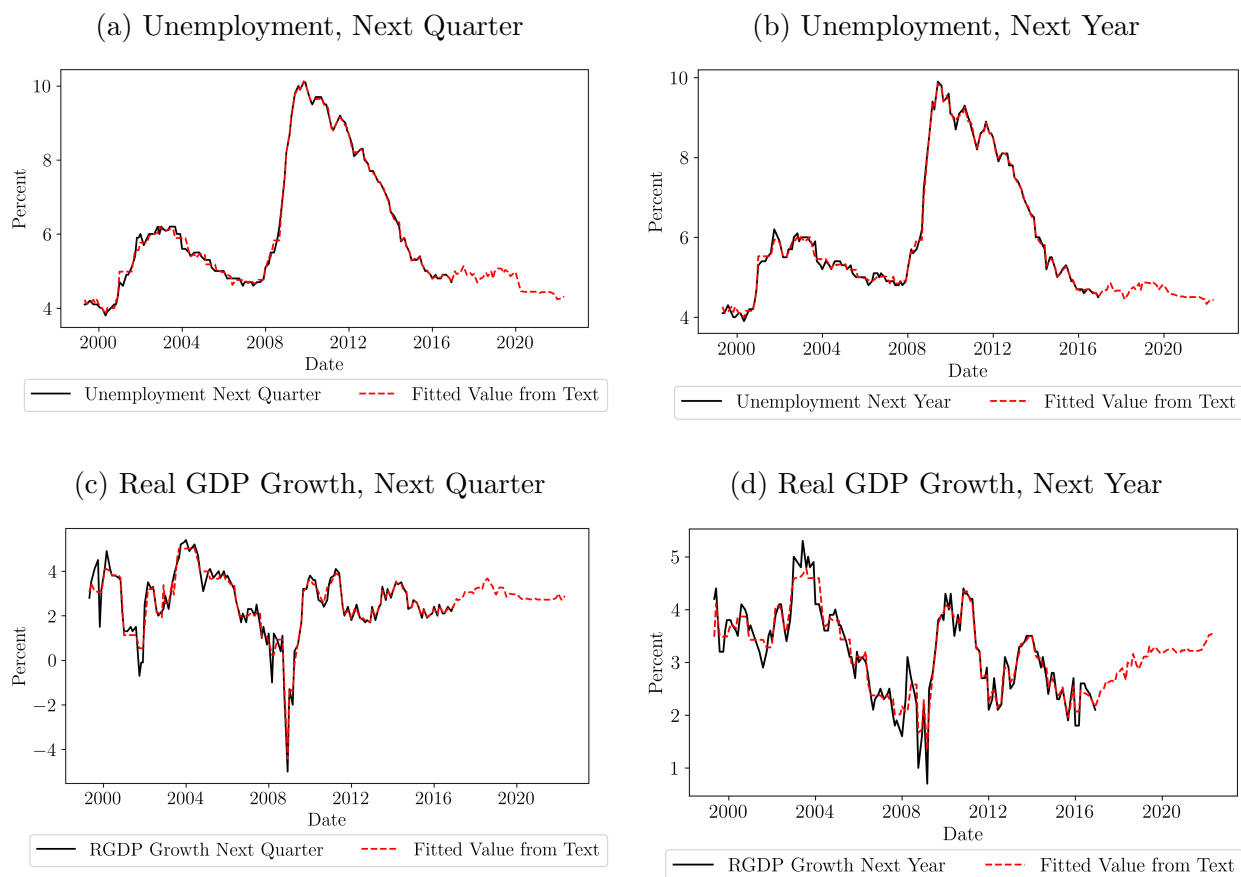 (a) Unemployment, Next Quarter
10
8
6
4
Percent
2000 2004 2008 2012 2016 2020
Date
Unemployment Next Quarter Fitted Value from Text
(b) Unemployment, Next Year
10
8
6
4
Percent
2000 2004 2008 2012 2016 2020
Date
Unemployment Next Year Fitted Value from Text
(c) Real GDP Growth, Next Quarter
4
2
0
−2
−4
Percent
2000 2004 2008 2012 2016 2020
Date
RGDP Growth Next Quarter Fitted Value from Text
(d) Real GDP Growth, Next Year
5
4
3
2
1
Percent
2000 2004 2008 2012 2016 2020
Date
RGDP Growth Next Year Fitted Value from Text